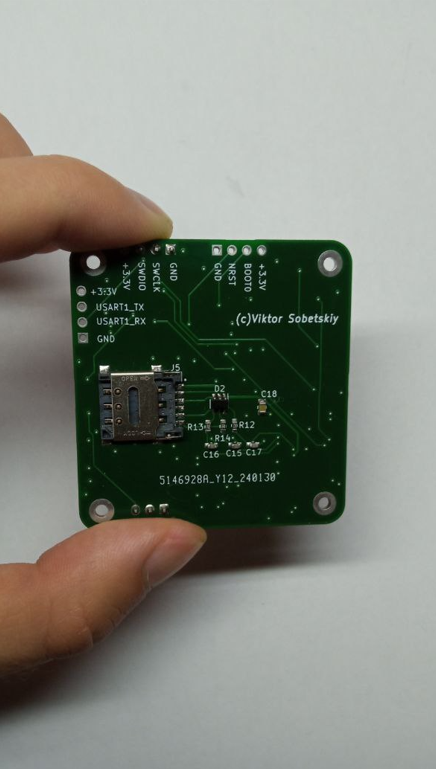 +3.3V
SWDIO
SWCLK
GND
GND
NRST
BOOT0
+3.3V
+3.3V
USART1_TX
USART1_RX
GND
(c)Viktor Sobetskiy
J5
D2
C18
R13
R12
R14
C16
C15
C17
5146928A_Y12_240130